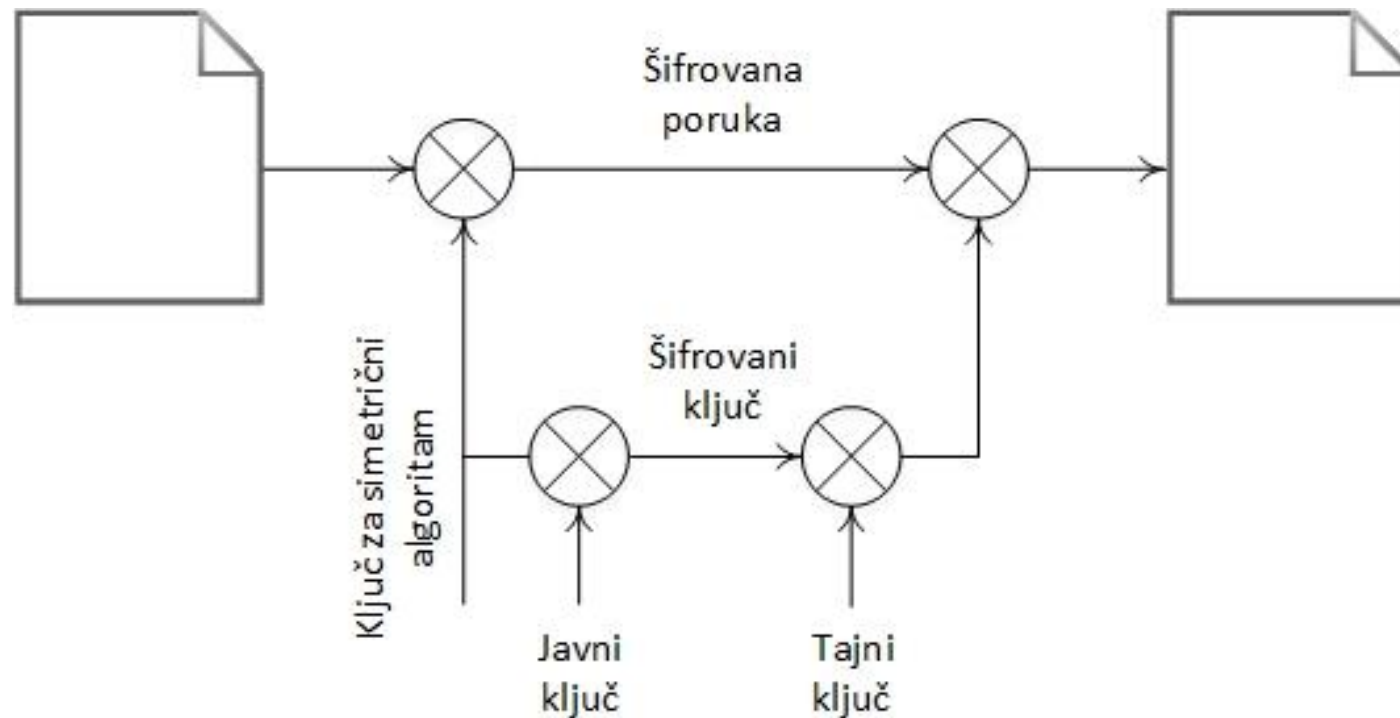 Šifrovana
poruka
Šifrovani
ključ
Ključ za simetrični
algoritam
Javni
ključ
Tajni
ključ